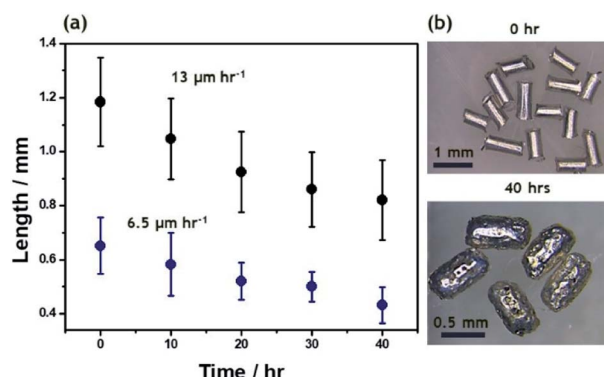 (a)
1.4
1.2
1.0
0.8
0.6
0.4
Length / mm
13 µm hr⁻¹
6.5 µm hr⁻¹
0
10
20
30
40
Time / hr
(b)
0 hr
1 mm
40 hrs
0.5 mm